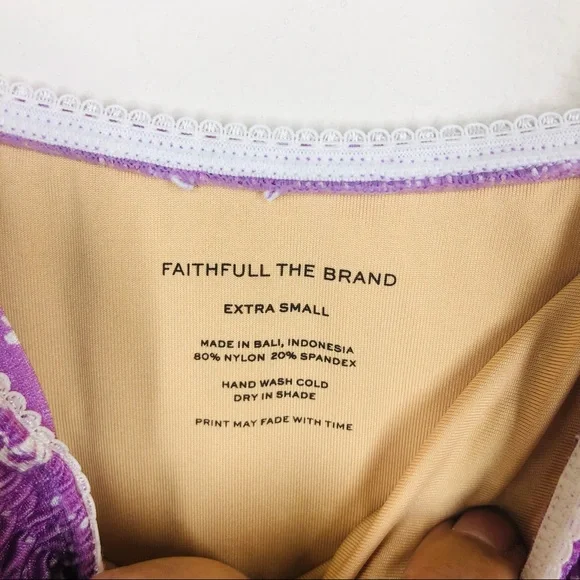 FAITHFULL THE BRAND
EXTRA SMALL
MADE IN BALI, INDONESIA
80% NYLON 20% SPANDEX
HAND WASH COLD
DRY IN SHADE
PRINT MAY FADE WITH TIME